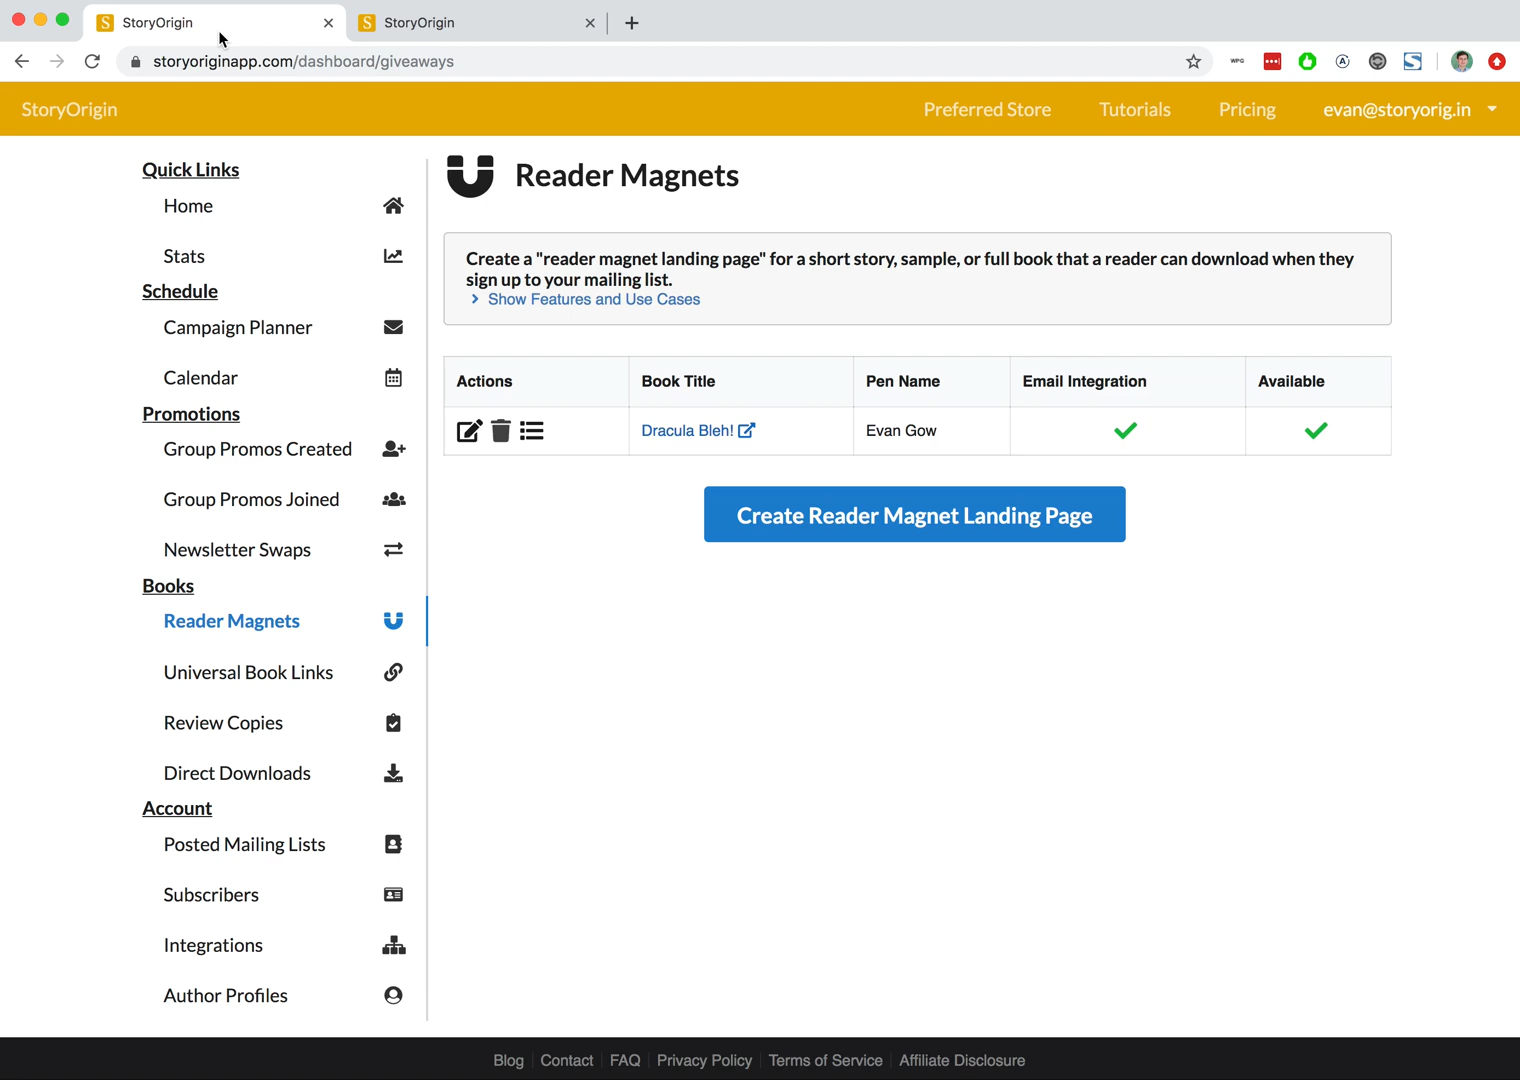 StoryOrigin
StoryOrigin
storyoriginapp.com/dashboard/giveaways
WPG
StoryOrigin
Preferred Store
Tutorials
Pricing
evan@storyorig.in
Quick Links
Home
Stats
Schedule
Campaign Planner
Calendar
Promotions
Group Promos Created
Group Promos Joined
Newsletter Swaps
Books
Reader Magnets
Universal Book Links
Review Copies
Direct Downloads
Account
Posted Mailing Lists
Subscribers
Integrations
Author Profiles
Reader Magnets
Create a "reader magnet landing page" for a short story, sample, or full book that a reader can download when they
sign up to your mailing list.
Show Features and Use Cases
Actions Book Title Pen Name Email Integration Available
Dracula Bleh! Evan Gow
Create Reader Magnet Landing Page
Blog Contact FAQ Privacy Policy Terms of Service Affiliate Disclosure